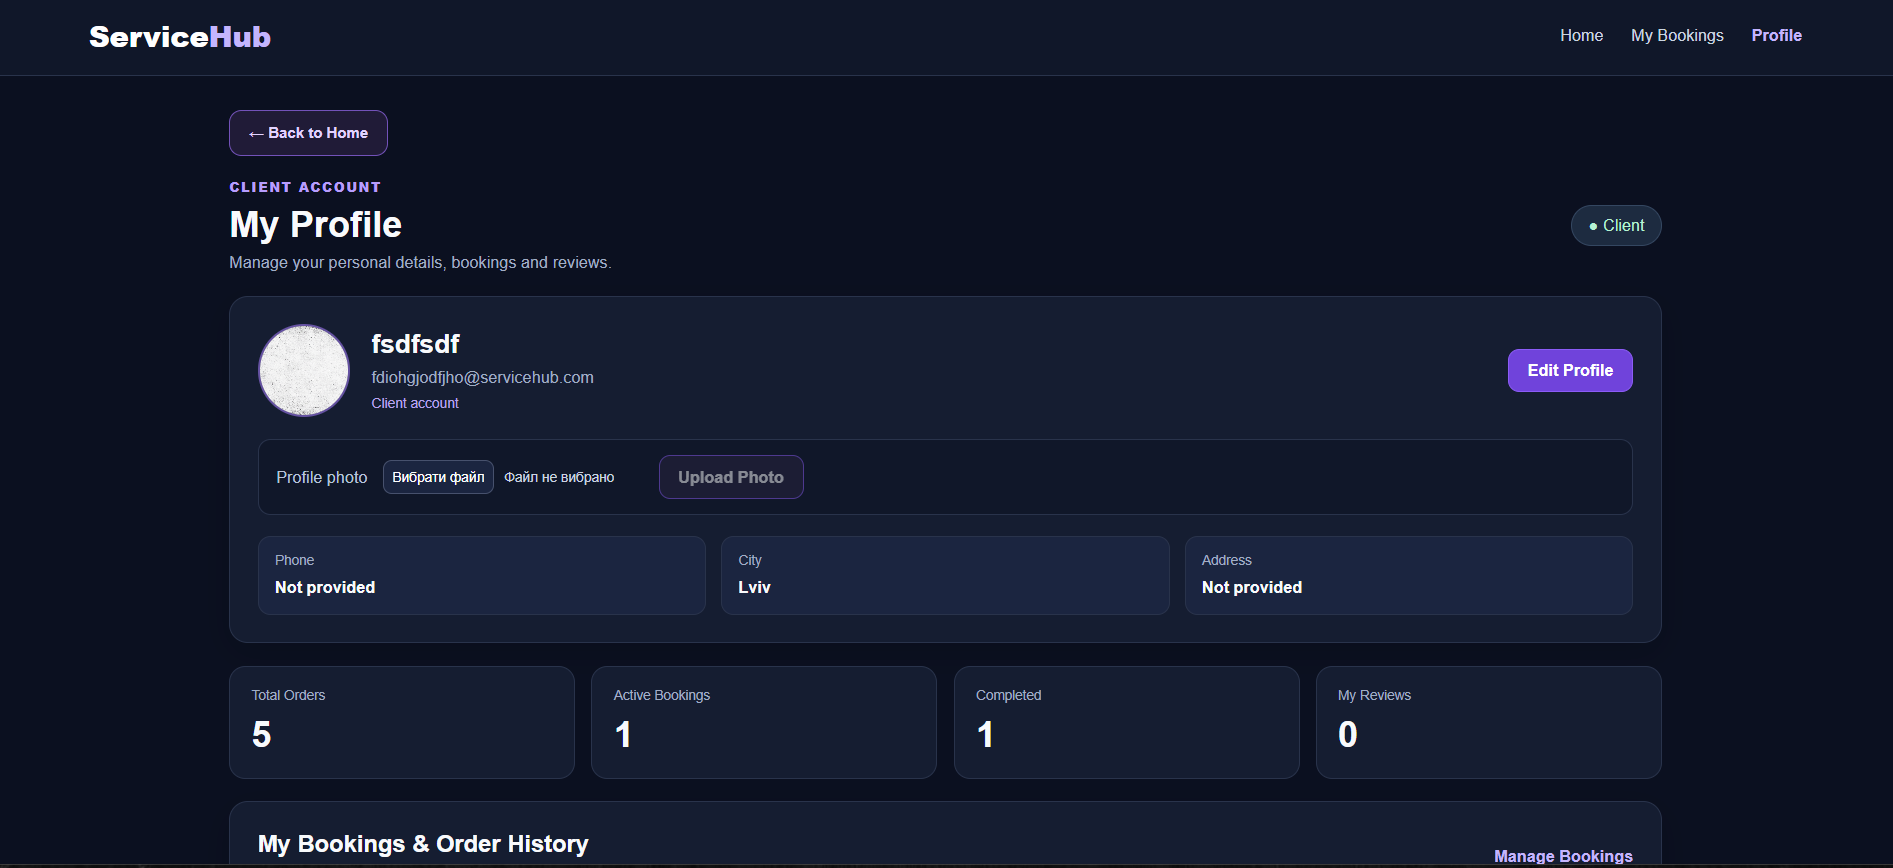 ServiceHub
Home
My Bookings
Profile
← Back to Home
CLIENT ACCOUNT
My Profile
Manage your personal details, bookings and reviews.
● Client
fsdfsdf
fdiohgjodfjho@servicehub.com
Client account
Edit Profile
Profile photo
Вибрати файл
Файл не вибрано
Upload Photo
Phone
Not provided
City
Lviv
Address
Not provided
Total Orders
5
Active Bookings
1
Completed
1
My Reviews
0
My Bookings & Order History
Manage Bookings